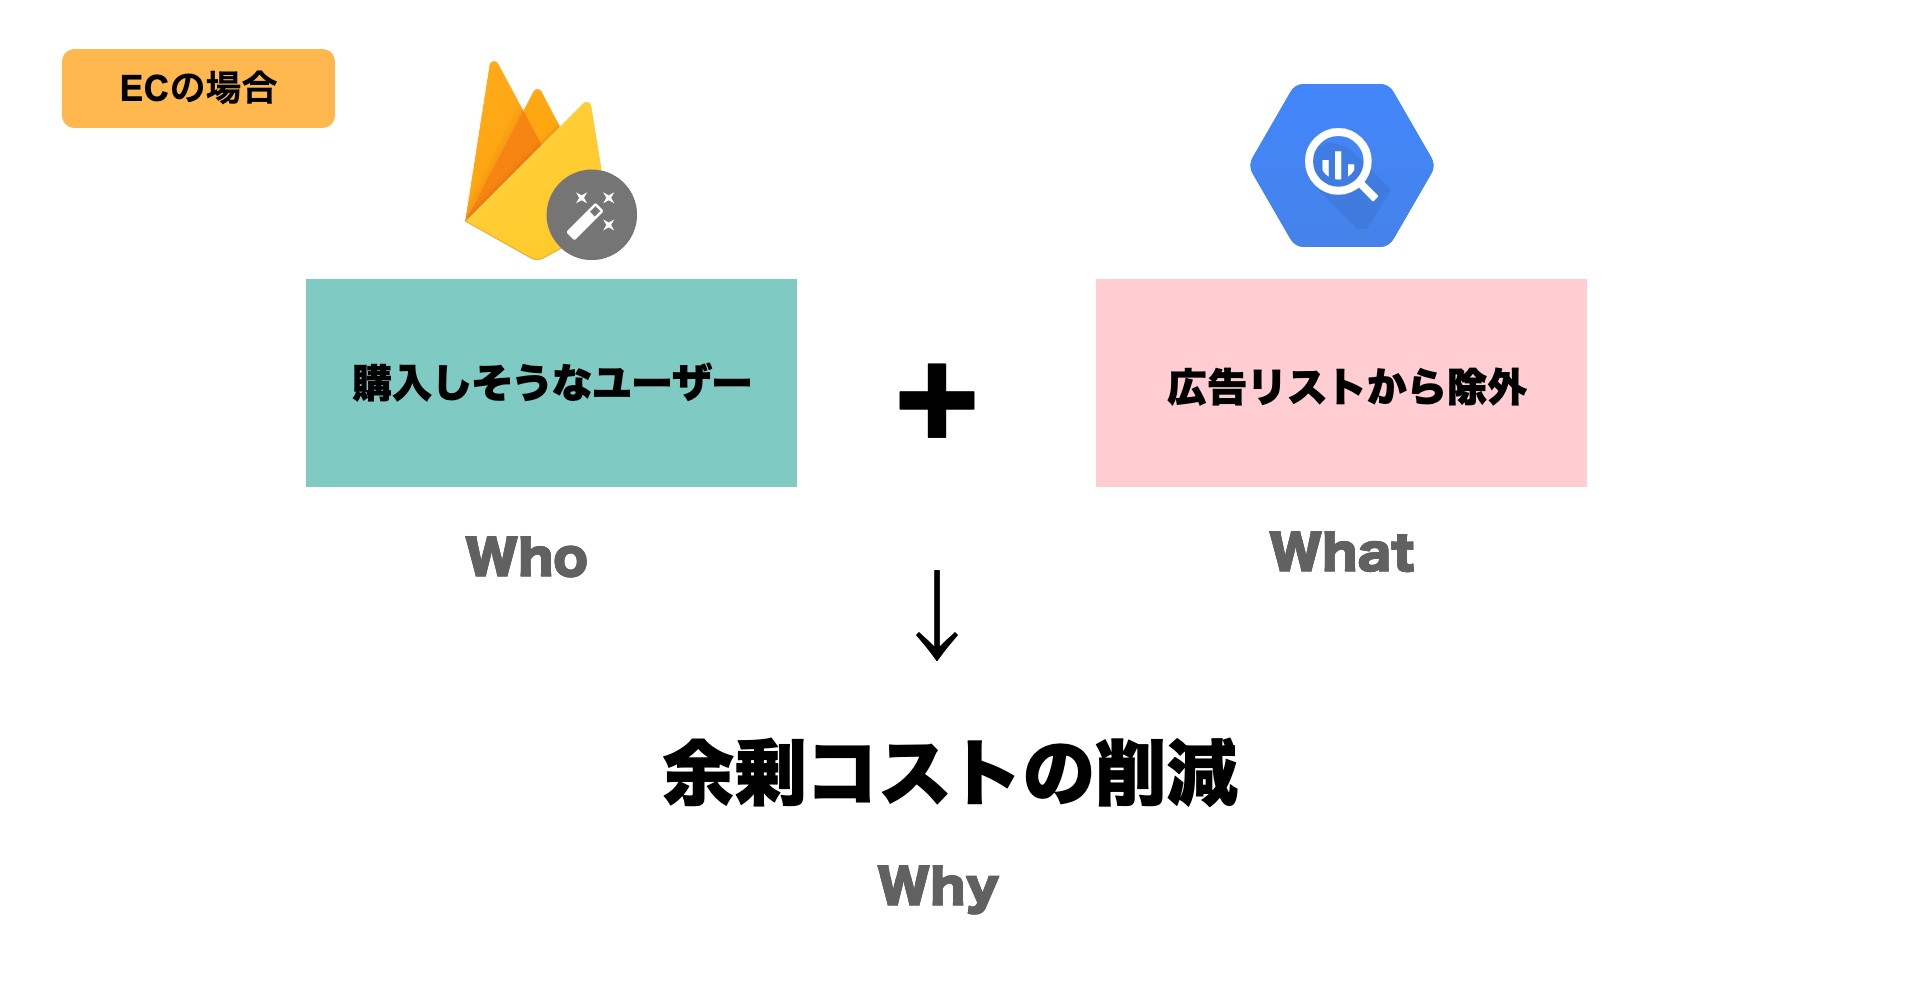 ECの場合
購入しそうなユーザー
+
広告リストから除外
Who
What
↓
余剰コストの削減
Why